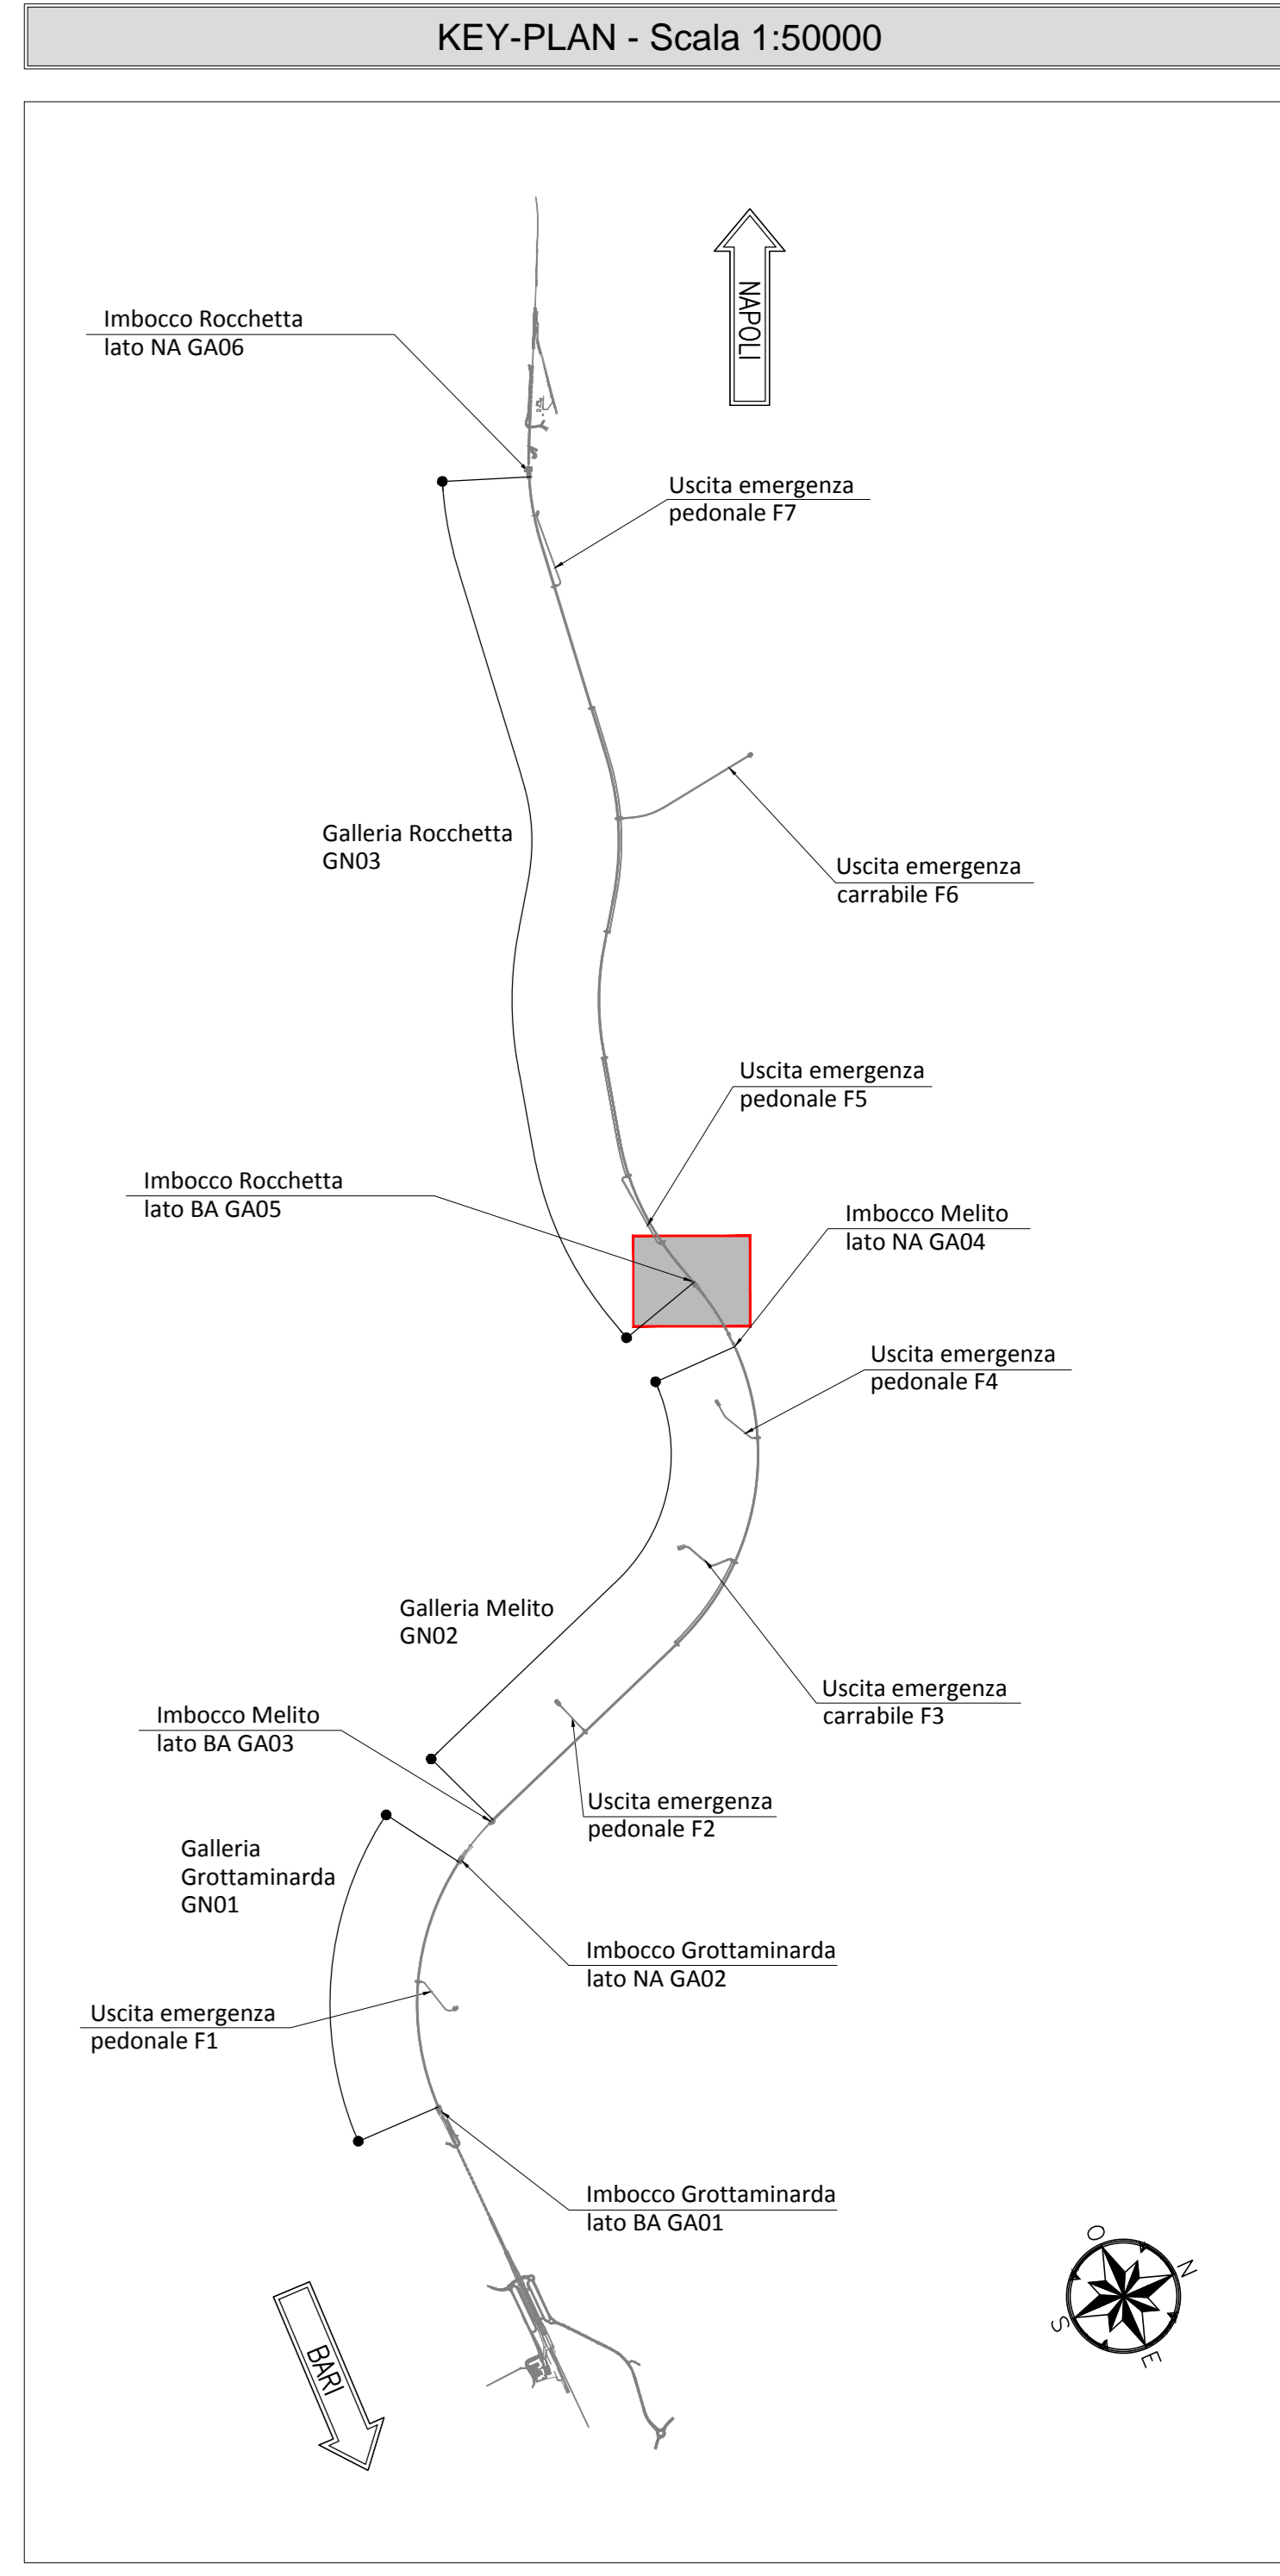 KEY-PLAN - Scala 1:50000
NAPOLI
Imbocco Rocchetta
lato NA GA06
Uscita emergenza
pedonale F7
Galleria Rocchetta
GN03
Uscita emergenza
carrabile F6
Uscita emergenza
pedonale F5
Imbocco Rocchetta
lato BA GA05
Imbocco Melito
lato NA GA04
Uscita emergenza
pedonale F4
Galleria Melito
GN02
Uscita emergenza
carrabile F3
Imbocco Melito
lato BA GA03
Uscita emergenza
pedonale F2
Galleria
Grottaminarda
GN01
Imbocco Grottaminarda
lato NA GA02
Uscita emergenza
pedonale F1
Imbocco Grottaminarda
lato BA GA01
O
N
S
E
BARI